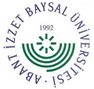 ABANT İZZET BAYSAL ÜNİVERSİTESİ •
1992